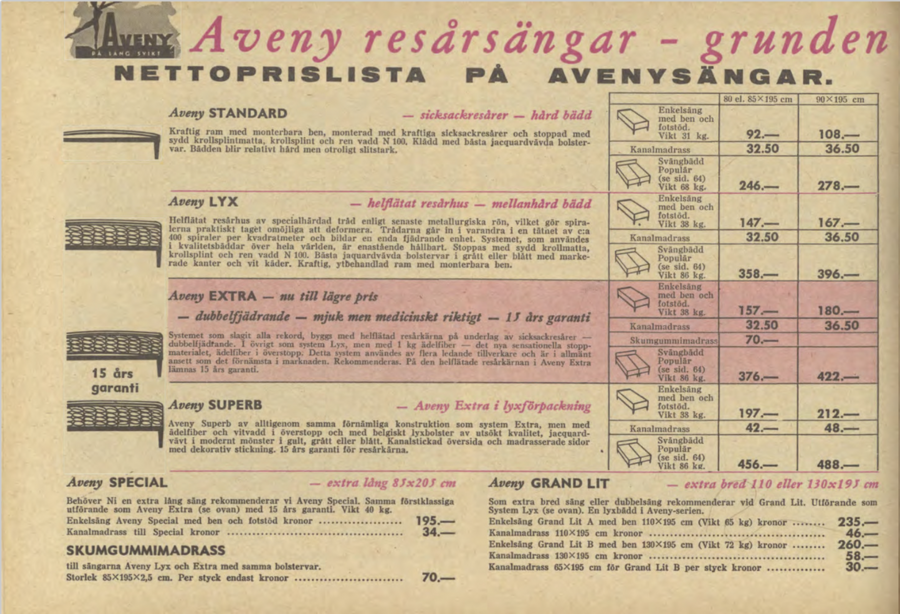 AVENY
PÅ LÅNG SVIKT
Aveny resårsängar – grunden
NETTOPRISLISTA PÅ AVENYSÄNGAR.
80 el. 85×195 cm 90×195 cm
Aveny STANDARD — sicksackresårer — hård bädd
Kraftig ram med monterbara ben, monterad med kraftiga sicksackresårer och stoppad med
sydd krollsplintmatta, krollsplint och ren vadd N 100. Klädd med bästa jacquardvävda bolster-
var. Bädden blir relativt hård men otroligt slitstark.
Enkelsäng
med ben och
fotstöd.
Vikt 31 kg. 92.— 108.—
Kanalmadrass 32.50 36.50
Svängbädd
Populär
(se sid. 64)
Vikt 68 kg. 246.— 278.—
Aveny LYX — helflätat resårhus — mellanhård bädd
Helflätat resårhus av specialhärdad tråd enligt senaste metallurgiska rön, vilket gör spira-
lerna praktiskt taget omöjliga att deformera. Trådarna går in i varandra i en tätnet av c:a
400 spiraler per kvadratmeter och bildar en enda fjädrande enhet. Systemet, som användes
i kvalitetsbäddar över hela världen, är enastående hållbart. Stoppas med sydd krollmatta,
krollsplint och ren vadd N 100. Bästa jaquardvävda bolstervar i grått eller blått med marke-
rade kanter och vit käder. Kraftig, ytbehandlad ram med monterbara ben.
Enkelsäng
med ben och
fotstöd.
Vikt 38 kg. 147.— 167.—
Kanalmadrass 32.50 36.50
Svängbädd
Populär
(se sid. 64)
Vikt 86 kg. 358.— 396.—
Aveny EXTRA — nu till lägre pris
— dubbelfjädrande — mjuk men medicinskt riktigt — 15 års garanti
Systemet som slagit alla rekord, byggs med helflätad resårkärna på underlag av sicksackresårer —
dubbelfjädrande. I övrigt som system Lyx, men med 1 kg ädelfiber — det nya sensationella stopp-
materialet, ädelfiber i överstopp. Detta system användes av flera ledande tillverkare och är i allmänt
ansett som det förnämsta i marknaden. Rekommenderas. På den helflätade resårkärnan i Aveny Extra
lämnas 15 års garanti.
15 års
garanti
Enkelsäng
med ben och
fotstöd.
Vikt 38 kg. 157.— 180.—
Kanalmadrass 32.50 36.50
Skumgummimadrass 70.—
Svängbädd
Populär
(se sid. 64)
Vikt 86 kg. 376.— 422.—
Aveny SUPERB — Aveny Extra i lyxförpackning
Aveny Superb av alltigenom samma förnämliga konstruktion som system Extra, men med
ädelfiber och vitvadd i överstopp och med belgiskt lyxbolster av utsökt kvalitet, jacquard-
vävt i modernt mönster i gult, grått eller blått. Kanalstickad översida och madrasserade sidor
med dekorativ stickning. 15 års garanti för resårkärna.
Enkelsäng
med ben och
fotstöd.
Vikt 38 kg. 197.— 212.—
Kanalmadrass 42.— 48.—
Svängbädd
Populär
(se sid. 64)
Vikt 86 kg. 456.— 488.—
Aveny SPECIAL — extra lång 85x205 cm
Behöver Ni en extra lång säng rekommenderar vi Aveny Special. Samma förstklassiga
utförande som Aveny Extra (se ovan) med 15 års garanti. Vikt 40 kg.
Enkelsäng Aveny Special med ben och fotstöd kronor .................. 195.—
Kanalmadrass till Special kronor .................. 34.—
SKUMGUMMIMADRASS
till sängarna Aveny Lyx och Extra med samma bolstervar.
Storlek 85×195×2,5 cm. Per styck endast kronor .................. 70.—
Aveny GRAND LIT — extra bred 110 eller 130x195 cm
Som extra bred säng eller dubbelsäng rekommenderar vid Grand Lit. Utförande som
System Lyx (se ovan). En lyxbädd i Aveny-serien.
Enkelsäng Grand Lit A med ben 110×195 cm (Vikt 65 kg) kronor ........ 235.—
Kanalmadrass 110×195 cm kronor .................. 46.—
Enkelsäng Grand Lit B med ben 130×195 cm (Vikt 72 kg) kronor ........ 260.—
Kanalmadrass 130×195 cm kronor .................. 58.—
Kanalmadrass 65×195 cm för Grand Lit B per styck kronor .............. 30.—